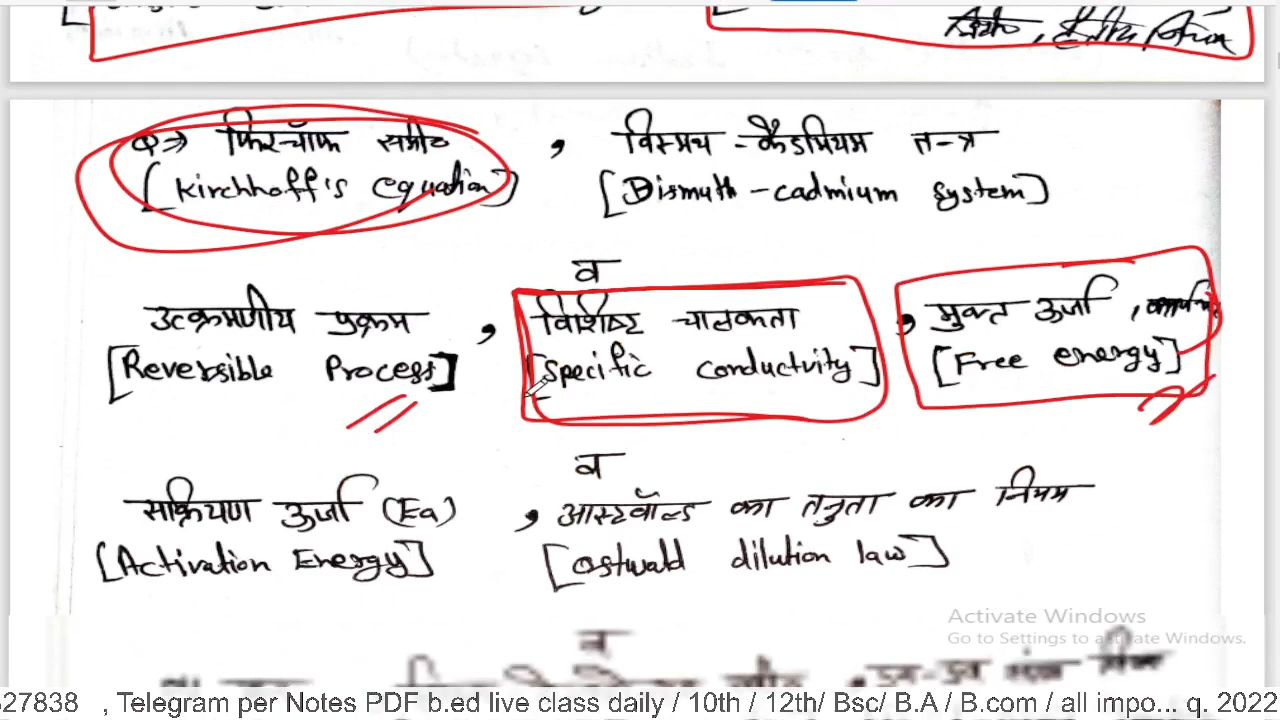 Q⇒ किरचॉफ समी० , विस्मथ - कैडमियम तन्त्र
[Kirchhoff's equation] [Bismuth - cadmium system]
व
उत्क्रमणीय प्रक्रम , विशिष्ट चालकता , मुक्त ऊर्जा ,
[Reversible Process] [Specific conductvity] [Free energy]
व
सक्रियण ऊर्जा (Ea) , आस्टवॉल्ड का तनुता का नियम
[Activation Energy] [Ostwald dilution law]
Activate Windows
Go to Settings to activate Windows.
व
27838 , Telegram per Notes PDF b.ed live class daily / 10th / 12th/ Bsc/ B.A / B.com / all impo... q. 2022